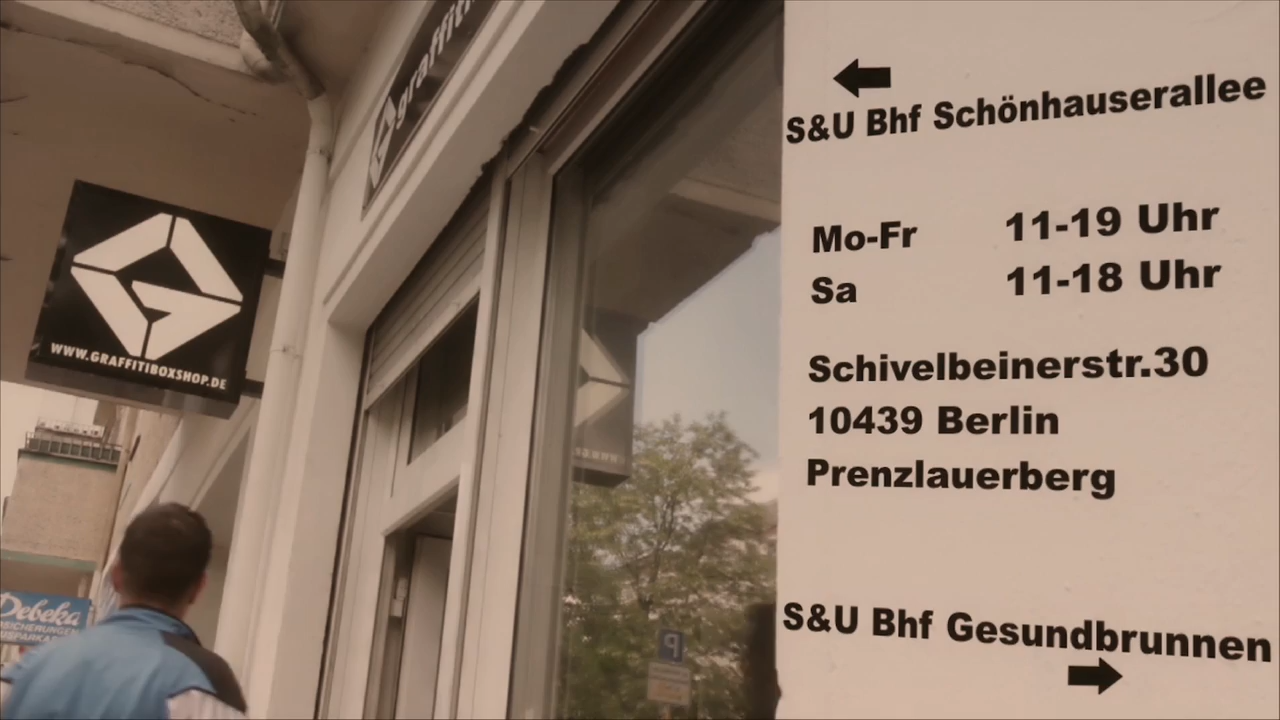 graffiti
WWW.GRAFFITIBOXSHOP.DE
Debeka
S&U Bhf Schönhauserallee
Mo-Fr 11-19 Uhr
Sa 11-18 Uhr
Schivelbeinerstr.30
10439 Berlin
Prenzlauerberg
S&U Bhf Gesundbrunnen